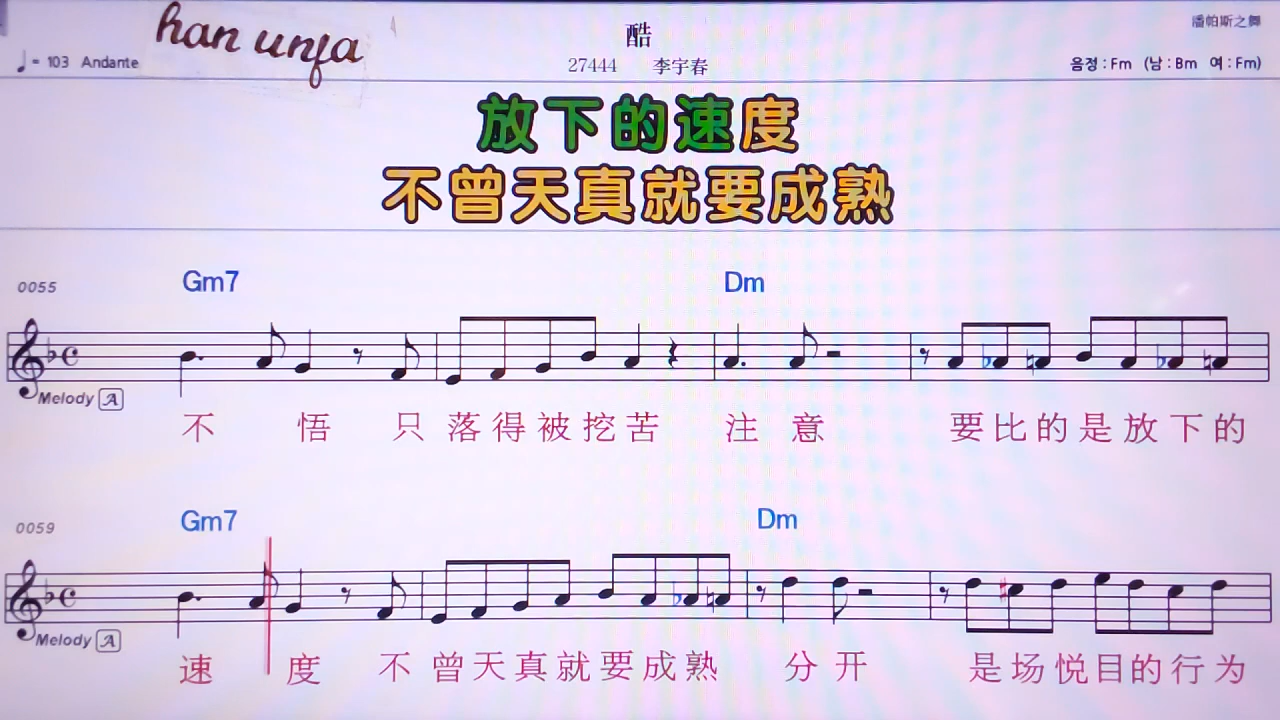 han unfa
酷
潘帕斯之舞
♩= 103 Andante
27444 李宇春
음정 : Fm (남 : Bm 여 : Fm)
放下的速度
不曾天真就要成熟
0055 Gm7 Dm
Melody A
不 悟 只 落 得 被 挖 苦 注 意 要 比 的 是 放 下 的
0059 Gm7 Dm
Melody A
速 度 不 曾 天 真 就 要 成 熟 分 开 是 场 悦 目 的 行 为